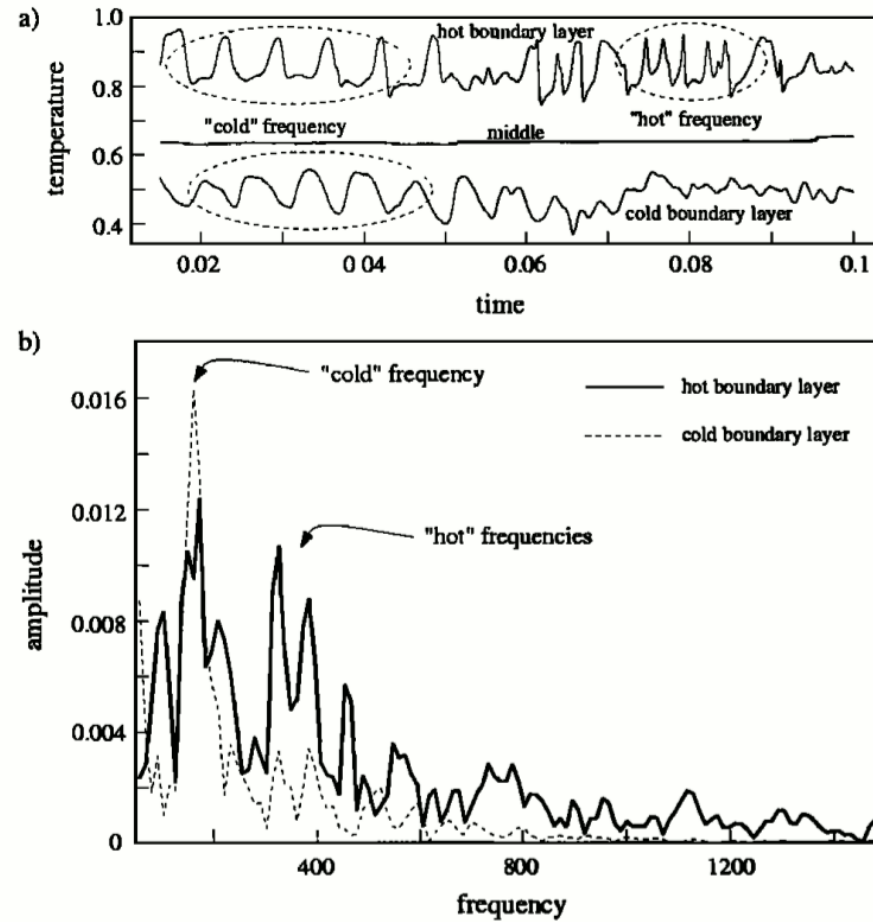 a)
1.0
hot boundary layer
0.8
"cold" frequency
middle
"hot" frequency
0.6
cold boundary layer
0.4
temperature
0.02
0 04
0.06
0.08
0.1
time
b)
"cold" frequency
0.016
hot boundary layer
cold boundary layer
0.012
"hot" frequencies
0.008
0.004
0
amplitude
400
800
1200
frequency